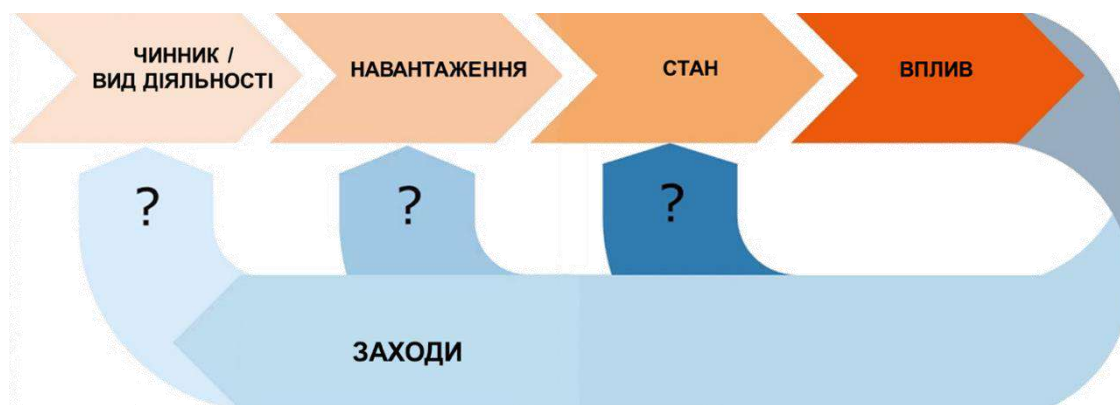 ЧИННИК /
ВИД ДІЯЛЬНОСТІ
НАВАНТАЖЕННЯ
СТАН
ВПЛИВ
?
?
?
ЗАХОДИ